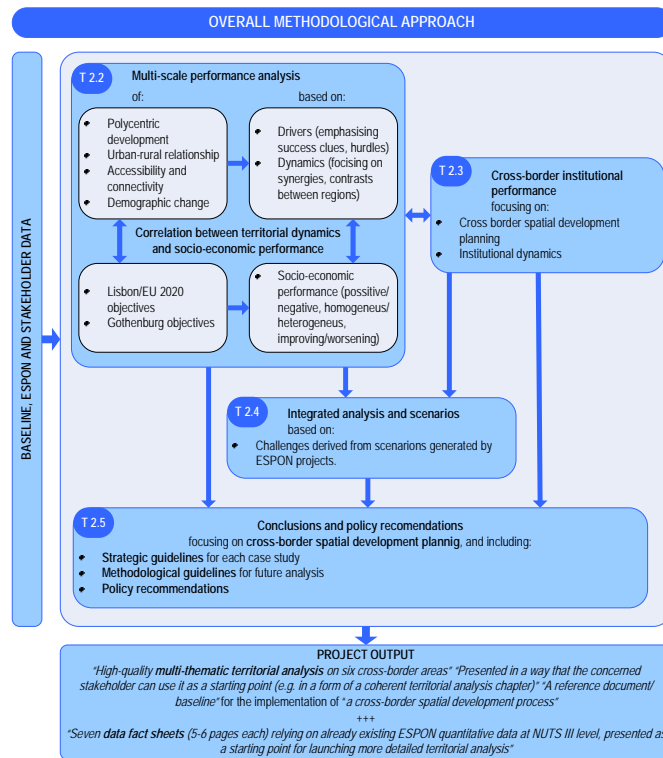 OVERALL METHODOLOGICAL APPROACH
BASELINE, ESPON AND STAKEHOLDER DATA
T 2.2
Multi-scale performance analysis
of:
Polycentric
development
Urban-rural relationship
Accessibility and
connectivity
Demographic change
based on:
Drivers (emphasising
success clues, hurdles)
Dynamics (focusing on
synergies, contrasts
between regions)
Correlation between territorial dynamics
and socio-economic performance
Lisbon/EU 2020
objectives
Gothenburg objectives
Socio-economic
performance (possitive/
negative, homogeneus/
heterogeneus,
improving/worsening)
T 2.3
Cross-border institutional
performance
focusing on:
Cross border spatial development
planning
Institutional dynamics
T 2.4
Integrated analysis and scenarios
based on:
Challenges derived from scenarions generated by
ESPON projects.
T 2.5
Conclusions and policy recomendations
focusing on cross-border spatial development plannig, and including:
Strategic guidelines for each case study
Methodological guidelines for future analysis
Policy recommendations
PROJECT OUTPUT
"High-quality multi-thematic territorial analysis on six cross-border areas" "Presented in a way that the concerned
stakeholder can use it as a starting point (e.g. in a form of a coherent territorial analysis chapter)" "A reference document/
baseline" for the implementation of "a cross-border spatial development process"
+++
"Seven data fact sheets (5-6 pages each) relying on already existing ESPON quantitative data at NUTS III level, presented as
a starting point for launching more detailed territorial analysis"